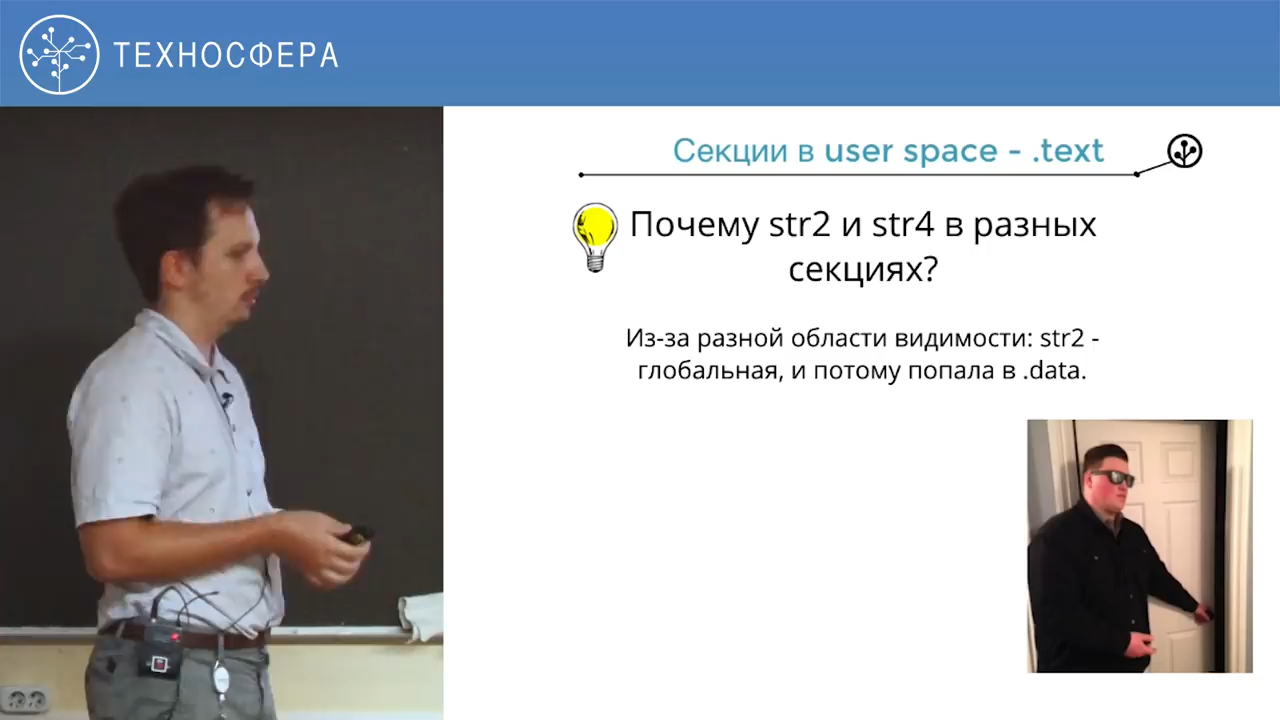 ТЕХНОСФЕРА
Секции в user space - .text
Почему str2 и str4 в разных
секциях?
Из-за разной области видимости: str2 -
глобальная, и потому попала в .data.